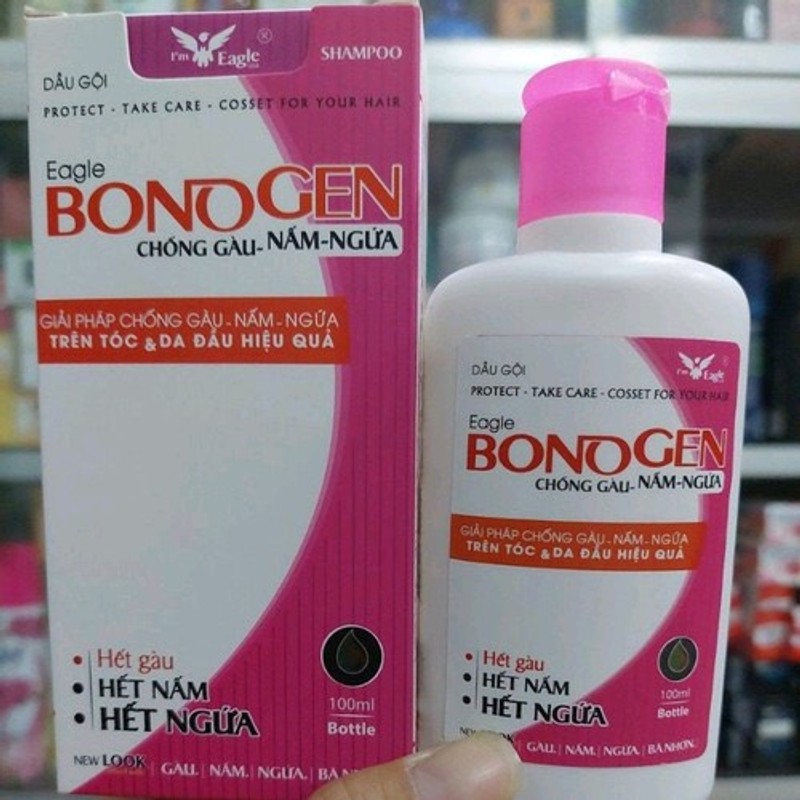 I'm Eagle ®
SHAMPOO
DẦU GỘI
PROTECT - TAKE CARE - COSSET FOR YOUR HAIR
Eagle
BONOGEN
CHỐNG GÀU-NẤM-NGỨA
GIẢI PHÁP CHỐNG GÀU-NẤM-NGỨA
TRÊN TÓC & DA ĐẦU HIỆU QUẢ
• Hết gàu
• HẾT NẤM
• HẾT NGỨA
100ml
Bottle
NEW LOOK
GÀU. | NẤM. | NGỨA. |
I'm Eagle
DẦU GỘI
PROTECT - TAKE CARE - COSSET FOR YOUR HAIR
Eagle
BONOGEN
CHỐNG GÀU-NẤM-NGỨA
GIẢI PHÁP CHỐNG GÀU-NẤM-NGỨA
TRÊN TÓC & DA ĐẦU HIỆU QUẢ
• Hết gàu
• HẾT NẤM
• HẾT NGỨA
100ml
Bottle
GÀU. | NẤM. | NGỨA. | BÀ NHỜN.